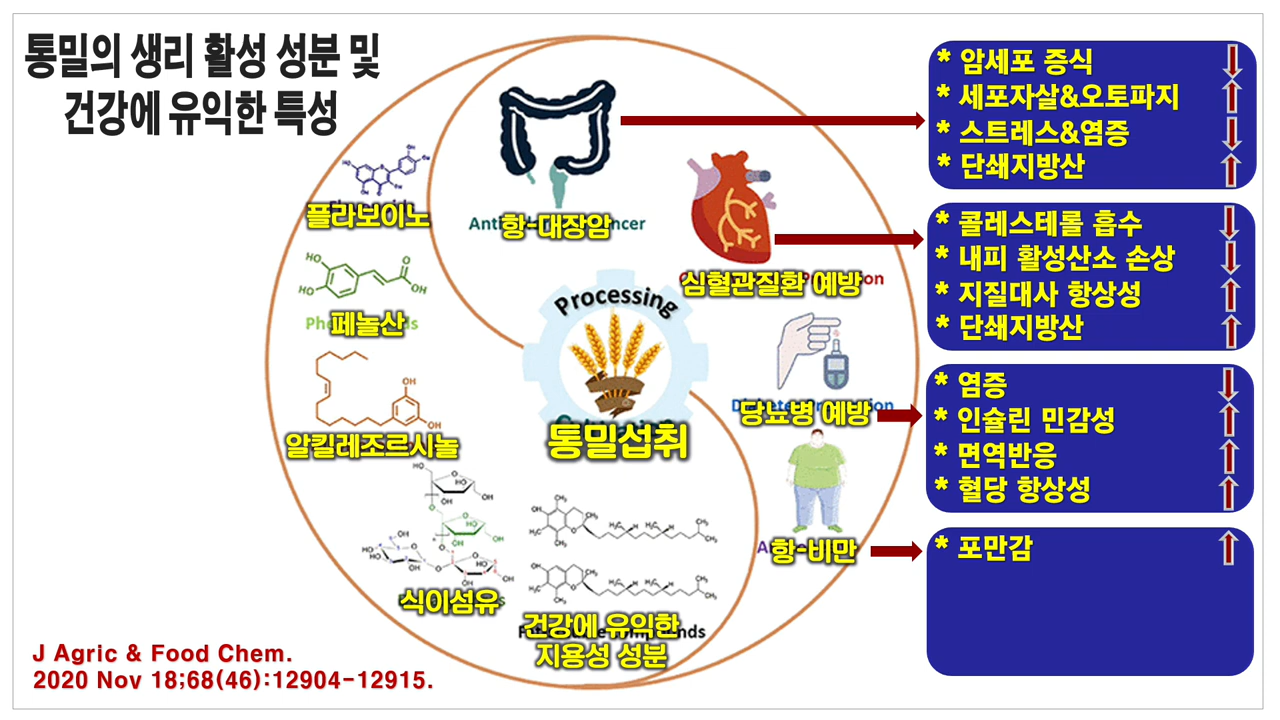 통밀의 생리 활성 성분 및
건강에 유익한 특성
플라보이노
페놀산
알킬레조르시놀
식이섬유
건강에 유익한
지용성 성분
항-대장암
심혈관질환 예방
Processing
통밀섭취
당뇨병 예방
항-비만
* 암세포 증식
* 세포자살&오토파지
* 스트레스&염증
* 단쇄지방산
* 콜레스테롤 흡수
* 내피 활성산소 손상
* 지질대사 항상성
* 단쇄지방산
* 염증
* 인슐린 민감성
* 면역반응
* 혈당 항상성
* 포만감
J Agric & Food Chem.
2020 Nov 18;68(46):12904-12915.